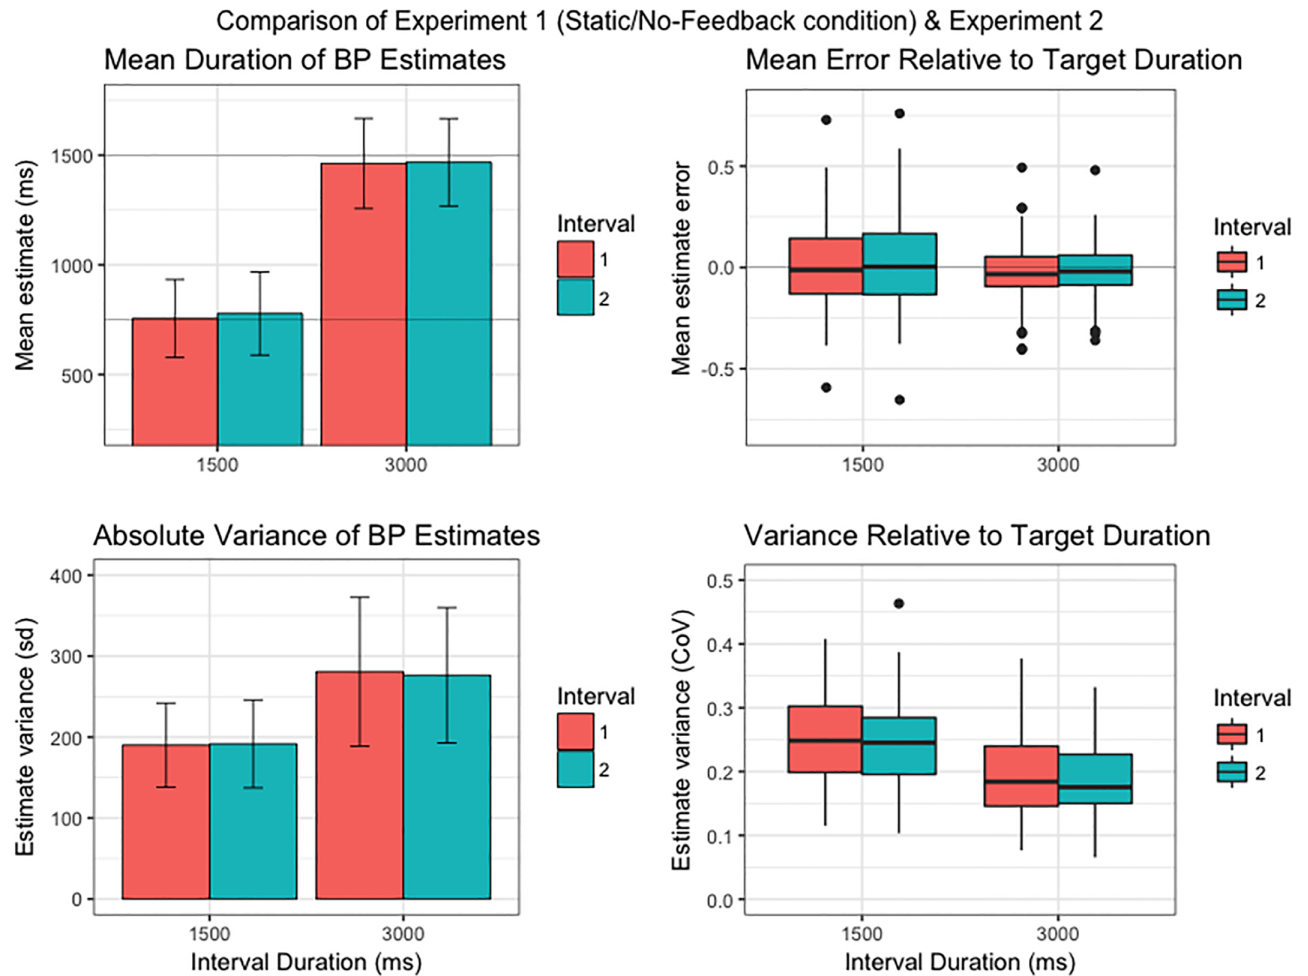 Comparison of Experiment 1 (Static/No-Feedback condition) & Experiment 2
Mean Duration of BP Estimates
Mean estimate (ms)
1500
1000
500
1500
3000
Interval
1
2
Mean Error Relative to Target Duration
Mean estimate error
0.5
0.0
-0.5
1500
3000
Interval
1
2
Absolute Variance of BP Estimates
Estimate variance (sd)
400
300
200
100
0
1500
3000
Interval Duration (ms)
Interval
1
2
Variance Relative to Target Duration
Estimate variance (CoV)
0.5
0.4
0.3
0.2
0.1
0.0
1500
3000
Interval Duration (ms)
Interval
1
2